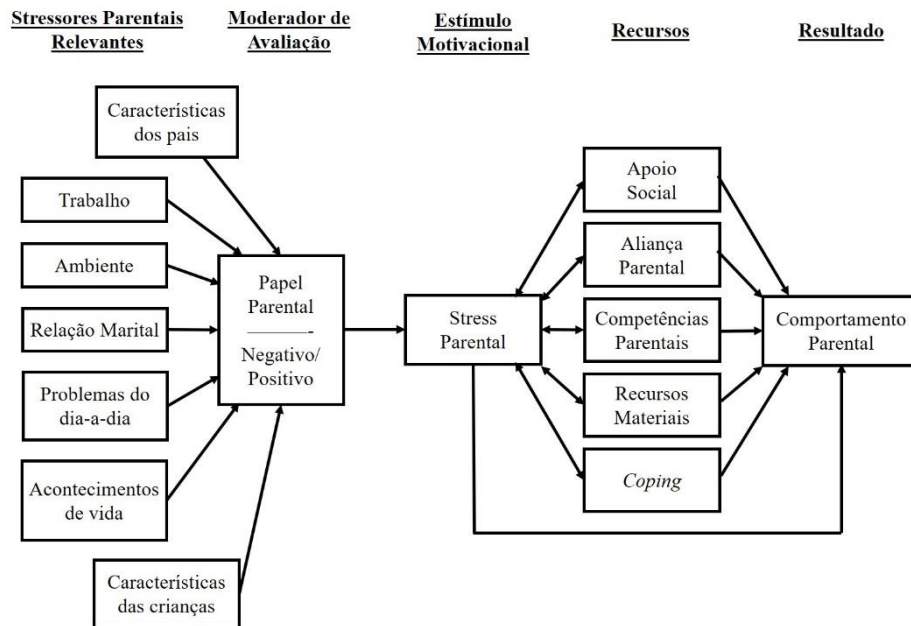 Stressores Parentais
Relevantes
Moderador de
Avaliação
Estímulo
Motivacional
Recursos
Resultado
Características
dos pais
Trabalho
Ambiente
Relação Marital
Problemas do
dia-a-dia
Acontecimentos
de vida
Características
das crianças
Papel
Parental
————-
Negativo/
Positivo
Stress
Parental
Apoio
Social
Aliança
Parental
Competências
Parentais
Recursos
Materiais
Coping
Comportamento
Parental